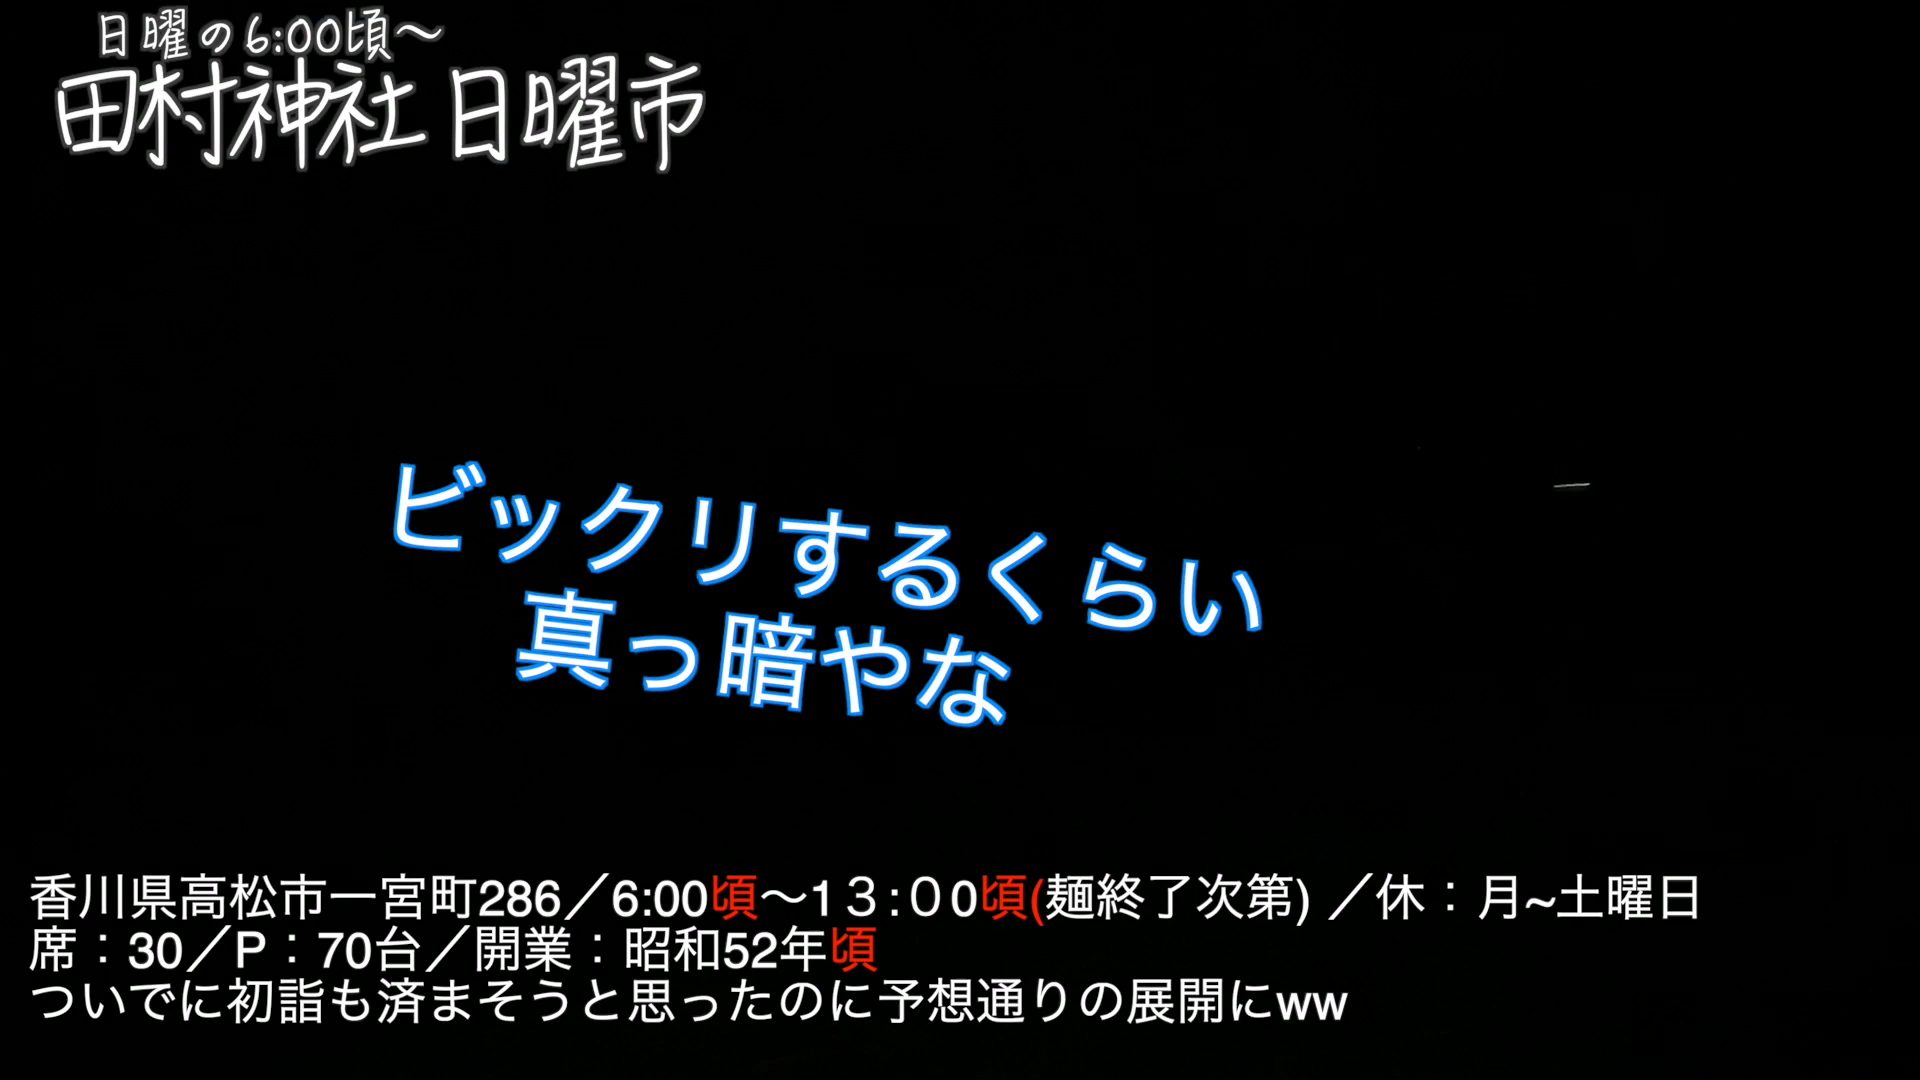 日曜の6:00頃〜
田村神社 日曜市
ビックリするくらい
真っ暗やな
香川県高松市一宮町286／6:00頃〜1３:００頃(麺終了次第) ／休：月~土曜日
席：30／P：70台／開業：昭和52年頃
ついでに初詣も済まそうと思ったのに予想通りの展開にww